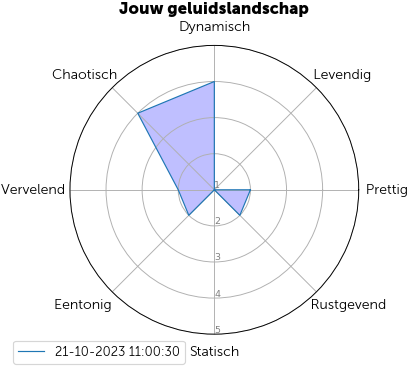 Jouw geluidslandschap
Dynamisch
Chaotisch
Levendig
Vervelend
1
Prettig
2
3
4
Eentonig
Rustgevend
5
21-10-2023 11:00:30
Statisch